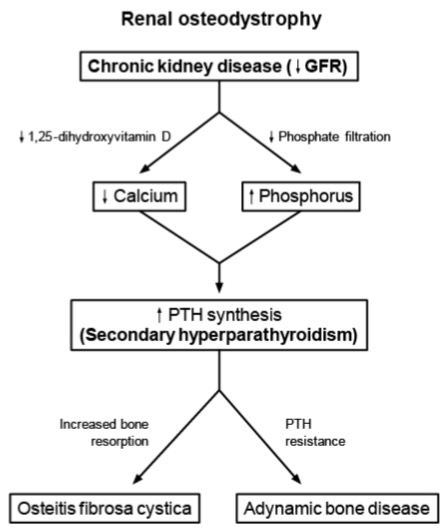 Renal osteodystrophy
Chronic kidney disease (↓GFR)
↓1,25-dihydroxyvitamin D
↓ Phosphate filtration
↓ Calcium
↑ Phosphorus
↑ PTH synthesis
(Secondary hyperparathyroidism)
Increased bone
resorption
PTH
resistance
Osteitis fibrosa cystica
Adynamic bone disease